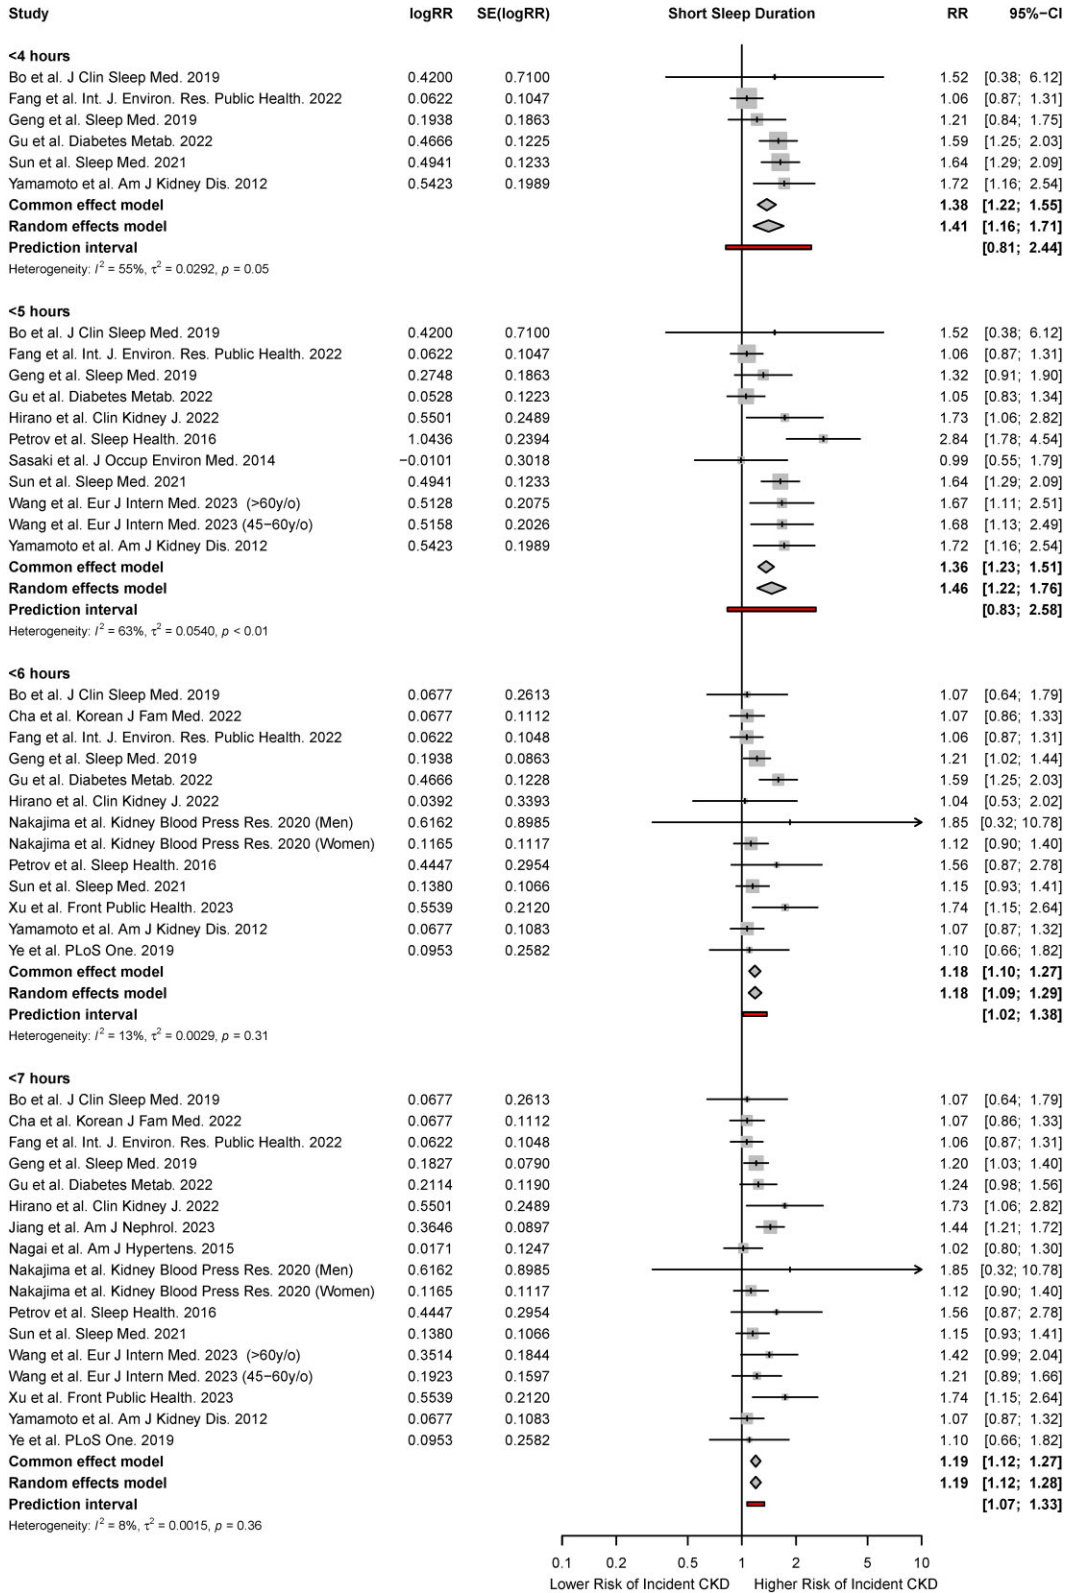 Study logRR SE(logRR) Short Sleep Duration RR 95%−CI
<4 hours
Bo et al. J Clin Sleep Med. 2019 0.4200 0.7100 1.52 [0.38; 6.12]
Fang et al. Int. J. Environ. Res. Public Health. 2022 0.0622 0.1047 1.06 [0.87; 1.31]
Geng et al. Sleep Med. 2019 0.1938 0.1863 1.21 [0.84; 1.75]
Gu et al. Diabetes Metab. 2022 0.4666 0.1225 1.59 [1.25; 2.03]
Sun et al. Sleep Med. 2021 0.4941 0.1233 1.64 [1.29; 2.09]
Yamamoto et al. Am J Kidney Dis. 2012 0.5423 0.1989 1.72 [1.16; 2.54]
Common effect model 1.38 [1.22; 1.55]
Random effects model 1.41 [1.16; 1.71]
Prediction interval [0.81; 2.44]
Heterogeneity: I² = 55%, τ² = 0.0292, p = 0.05
<5 hours
Bo et al. J Clin Sleep Med. 2019 0.4200 0.7100 1.52 [0.38; 6.12]
Fang et al. Int. J. Environ. Res. Public Health. 2022 0.0622 0.1047 1.06 [0.87; 1.31]
Geng et al. Sleep Med. 2019 0.2748 0.1863 1.32 [0.91; 1.90]
Gu et al. Diabetes Metab. 2022 0.0528 0.1223 1.05 [0.83; 1.34]
Hirano et al. Clin Kidney J. 2022 0.5501 0.2489 1.73 [1.06; 2.82]
Petrov et al. Sleep Health. 2016 1.0436 0.2394 2.84 [1.78; 4.54]
Sasaki et al. J Occup Environ Med. 2014 −0.0101 0.3018 0.99 [0.55; 1.79]
Sun et al. Sleep Med. 2021 0.4941 0.1233 1.64 [1.29; 2.09]
Wang et al. Eur J Intern Med. 2023 (>60y/o) 0.5128 0.2075 1.67 [1.11; 2.51]
Wang et al. Eur J Intern Med. 2023 (45−60y/o) 0.5158 0.2026 1.68 [1.13; 2.49]
Yamamoto et al. Am J Kidney Dis. 2012 0.5423 0.1989 1.72 [1.16; 2.54]
Common effect model 1.36 [1.23; 1.51]
Random effects model 1.46 [1.22; 1.76]
Prediction interval [0.83; 2.58]
Heterogeneity: I² = 63%, τ² = 0.0540, p < 0.01
<6 hours
Bo et al. J Clin Sleep Med. 2019 0.0677 0.2613 1.07 [0.64; 1.79]
Cha et al. Korean J Fam Med. 2022 0.0677 0.1112 1.07 [0.86; 1.33]
Fang et al. Int. J. Environ. Res. Public Health. 2022 0.0622 0.1048 1.06 [0.87; 1.31]
Geng et al. Sleep Med. 2019 0.1938 0.0863 1.21 [1.02; 1.44]
Gu et al. Diabetes Metab. 2022 0.4666 0.1228 1.59 [1.25; 2.03]
Hirano et al. Clin Kidney J. 2022 0.0392 0.3393 1.04 [0.53; 2.02]
Nakajima et al. Kidney Blood Press Res. 2020 (Men) 0.6162 0.8985 1.85 [0.32; 10.78]
Nakajima et al. Kidney Blood Press Res. 2020 (Women) 0.1165 0.1117 1.12 [0.90; 1.40]
Petrov et al. Sleep Health. 2016 0.4447 0.2954 1.56 [0.87; 2.78]
Sun et al. Sleep Med. 2021 0.1380 0.1066 1.15 [0.93; 1.41]
Xu et al. Front Public Health. 2023 0.5539 0.2120 1.74 [1.15; 2.64]
Yamamoto et al. Am J Kidney Dis. 2012 0.0677 0.1083 1.07 [0.87; 1.32]
Ye et al. PLoS One. 2019 0.0953 0.2582 1.10 [0.66; 1.82]
Common effect model 1.18 [1.10; 1.27]
Random effects model 1.18 [1.09; 1.29]
Prediction interval [1.02; 1.38]
Heterogeneity: I² = 13%, τ² = 0.0029, p = 0.31
<7 hours
Bo et al. J Clin Sleep Med. 2019 0.0677 0.2613 1.07 [0.64; 1.79]
Cha et al. Korean J Fam Med. 2022 0.0677 0.1112 1.07 [0.86; 1.33]
Fang et al. Int. J. Environ. Res. Public Health. 2022 0.0622 0.1048 1.06 [0.87; 1.31]
Geng et al. Sleep Med. 2019 0.1827 0.0790 1.20 [1.03; 1.40]
Gu et al. Diabetes Metab. 2022 0.2114 0.1190 1.24 [0.98; 1.56]
Hirano et al. Clin Kidney J. 2022 0.5501 0.2489 1.73 [1.06; 2.82]
Jiang et al. Am J Nephrol. 2023 0.3646 0.0897 1.44 [1.21; 1.72]
Nagai et al. Am J Hypertens. 2015 0.0171 0.1247 1.02 [0.80; 1.30]
Nakajima et al. Kidney Blood Press Res. 2020 (Men) 0.6162 0.8985 1.85 [0.32; 10.78]
Nakajima et al. Kidney Blood Press Res. 2020 (Women) 0.1165 0.1117 1.12 [0.90; 1.40]
Petrov et al. Sleep Health. 2016 0.4447 0.2954 1.56 [0.87; 2.78]
Sun et al. Sleep Med. 2021 0.1380 0.1066 1.15 [0.93; 1.41]
Wang et al. Eur J Intern Med. 2023 (>60y/o) 0.3514 0.1844 1.42 [0.99; 2.04]
Wang et al. Eur J Intern Med. 2023 (45−60y/o) 0.1923 0.1597 1.21 [0.89; 1.66]
Xu et al. Front Public Health. 2023 0.5539 0.2120 1.74 [1.15; 2.64]
Yamamoto et al. Am J Kidney Dis. 2012 0.0677 0.1083 1.07 [0.87; 1.32]
Ye et al. PLoS One. 2019 0.0953 0.2582 1.10 [0.66; 1.82]
Common effect model 1.19 [1.12; 1.27]
Random effects model 1.19 [1.12; 1.28]
Prediction interval [1.07; 1.33]
Heterogeneity: I² = 8%, τ² = 0.0015, p = 0.36
0.1 0.2 0.5 1 2 5 10
Lower Risk of Incident CKD Higher Risk of Incident CKD